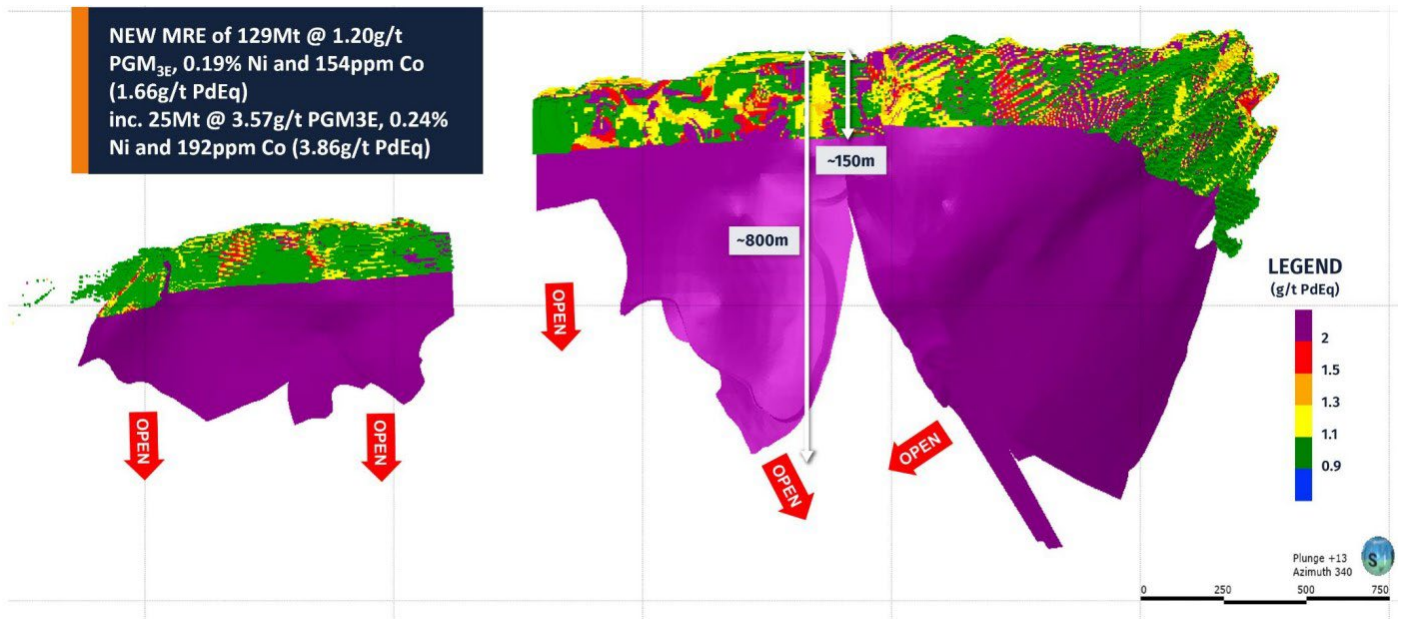 NEW MRE of 129Mt @ 1.20g/t
PGM3E, 0.19% Ni and 154ppm Co
(1.66g/t PdEq)
inc. 25Mt @ 3.57g/t PGM3E, 0.24%
Ni and 192ppm Co (3.86g/t PdEq)
~150m
~800m
OPEN
OPEN
OPEN
OPEN
OPEN
LEGEND
(g/t PdEq)
2
1.5
1.3
1.1
0.9
Plunge +13
Azimuth 340
S
0 250 500 750